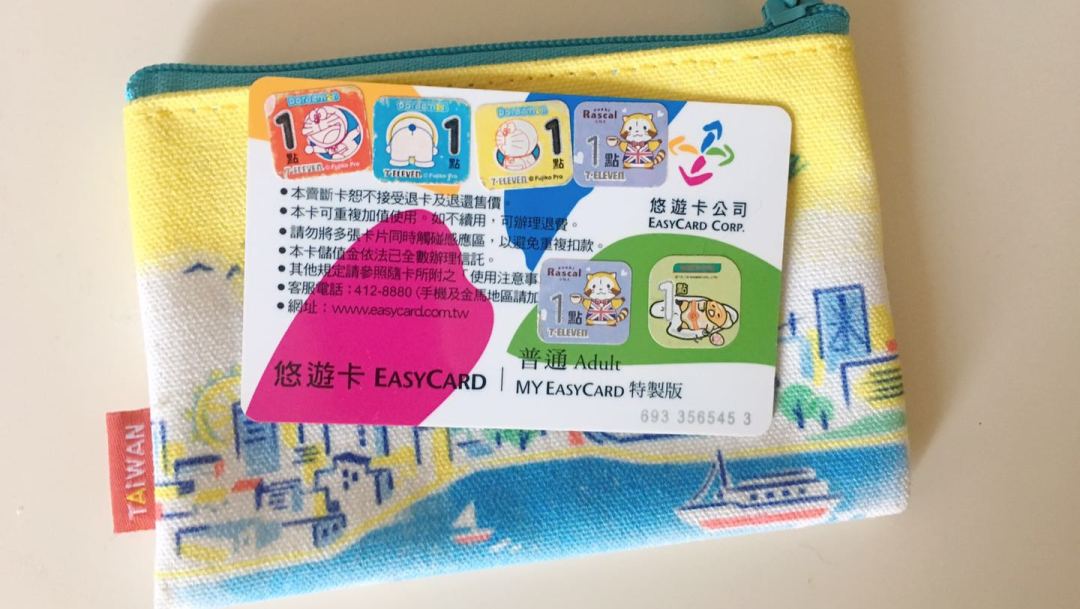 Doraemon
1點
7-ELEVEN ©Fujiko Pro
Doraemon
1點
7-ELEVEN ©Fujiko Pro
Doraemon
1點
7-ELEVEN ©Fujiko Pro
Rascal
1點
7-ELEVEN
悠遊卡公司
EASYCARD CORP.
•本賣斷卡恕不接受退卡及退還售價。
•本卡可重複加值使用。如不續用，可辦理退費。
•請勿將多張卡片同時觸碰感應區，以避免重複扣款。
•本卡儲值金依法已全數辦理信託。
•其他規定請參照隨卡所附之「使用注意事
•客服電話：412-8880（手機及金馬地區請加
•網址：www.easycard.com.tw
Rascal
1點
7-ELEVEN
1點
悠遊卡 EASYCARD
普通 Adult
MY EASYCARD 特製版
693 356545 3
TAIWAN